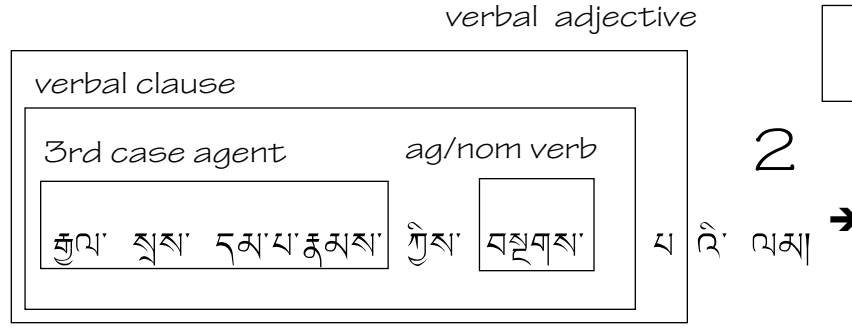 verbal adjective
verbal clause
3rd case agent ag/nom verb
2
རྒྱལ་ སྲས་ དམ་པ་རྣམས་ ཀྱིས་ བསྔགས་ པ འི་ ལམ།